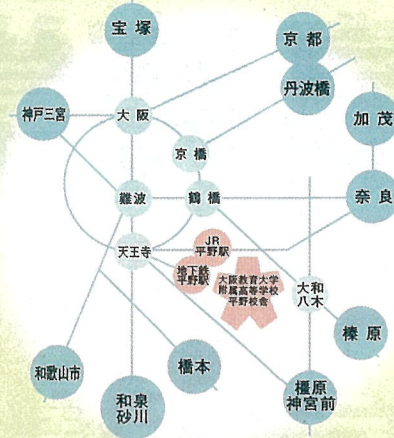 宝塚
京都
丹波橋
神戸三宮
大阪
加茂
京橋
難波
鶴橋
奈良
天王寺
JR
平野駅
地下鉄
平野駅
大阪教育大学
附属高等学校
平野校舎
大和
八木
榛原
和歌山市
橋本
和泉
砂川
橿原
神宮前